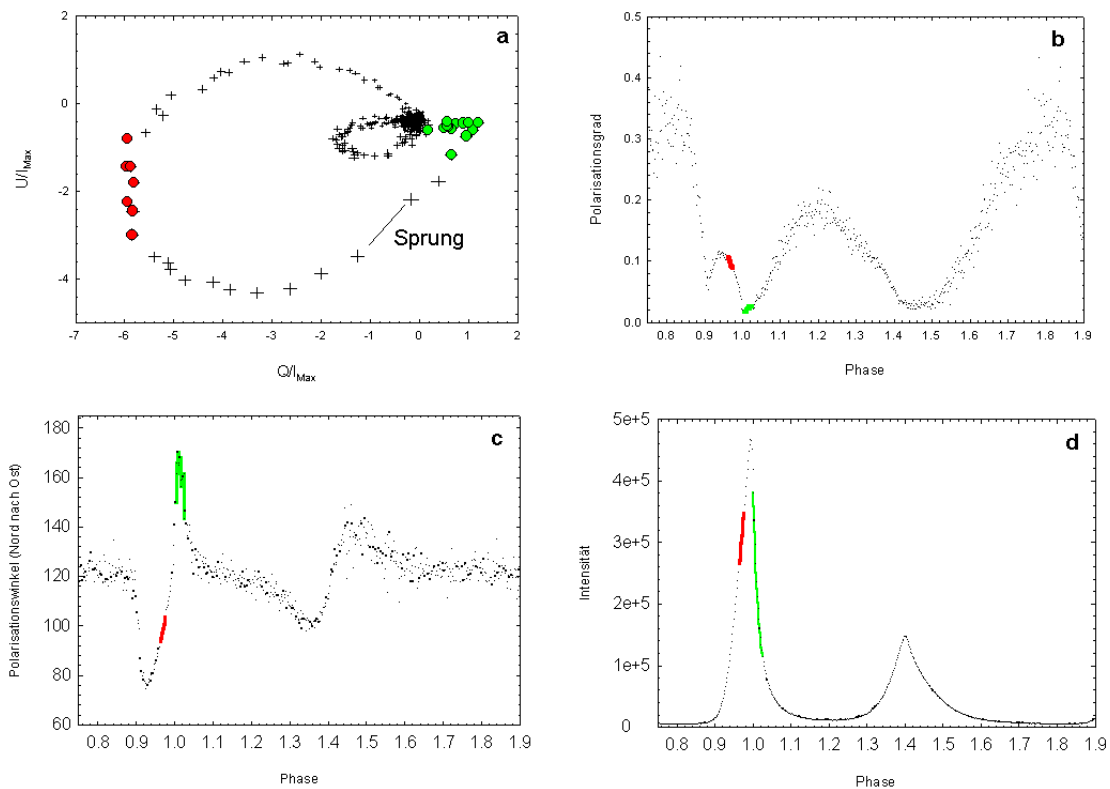 a
2
0
-2
-4
U/I Max
-7 -6 -5 -4 -3 -2 -1 0 1 2
Q/I Max
Sprung
b
0.5
0.4
0.3
0.2
0.1
0.0
Polarisationsgrad
0.8 0.9 1.0 1.1 1.2 1.3 1.4 1.5 1.6 1.7 1.8 1.9
Phase
c
180
160
140
120
100
80
60
Polarisationswinkel (Nord nach Ost)
0.8 0.9 1.0 1.1 1.2 1.3 1.4 1.5 1.6 1.7 1.8 1.9
Phase
d
5e+5
4e+5
3e+5
2e+5
1e+5
0
Intensität
0.8 0.9 1.0 1.1 1.2 1.3 1.4 1.5 1.6 1.7 1.8 1.9
Phase